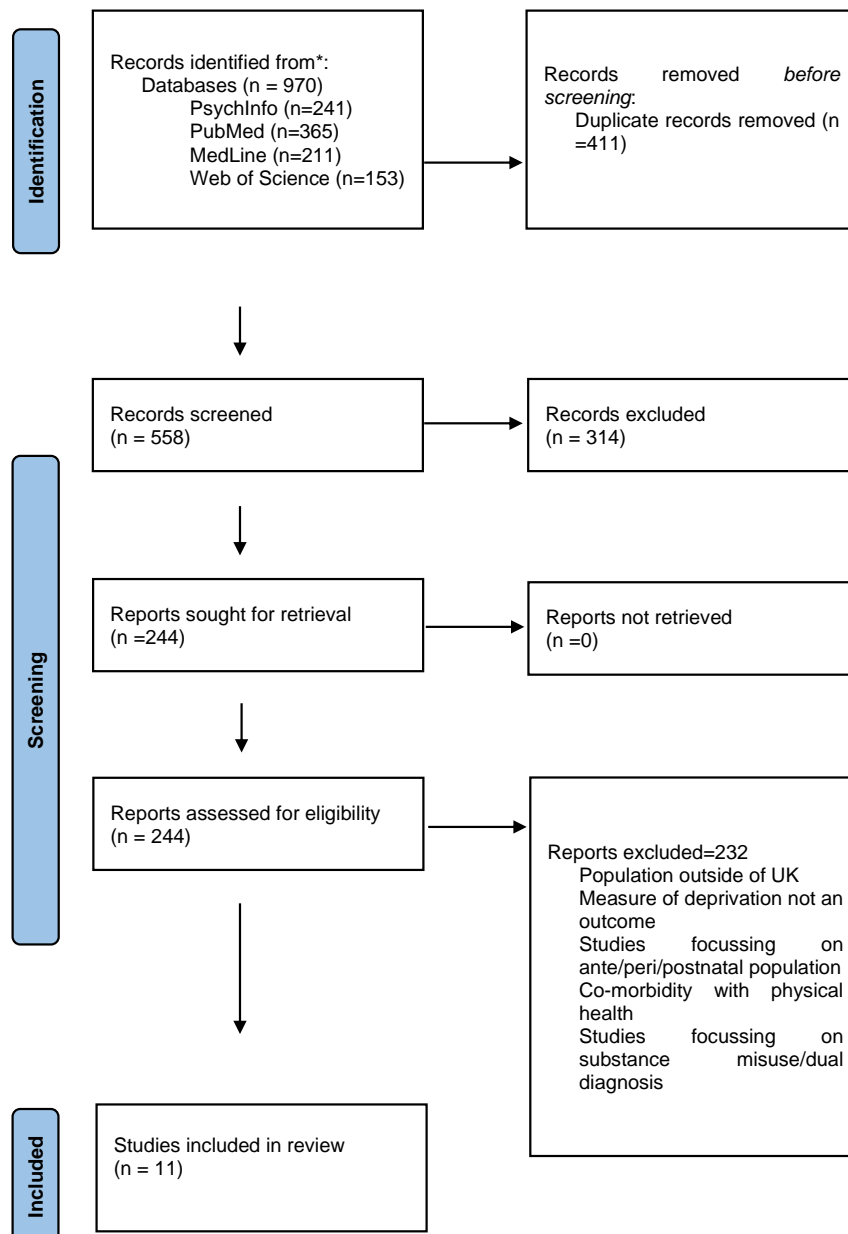 Identification
Records identified from*:
Databases (n = 970)
PsychInfo (n=241)
PubMed (n=365)
MedLine (n=211)
Web of Science (n=153)
Records removed before
screening:
Duplicate records removed (n
=411)
Screening
Records screened
(n = 558)
Records excluded
(n = 314)
Reports sought for retrieval
(n =244)
Reports not retrieved
(n =0)
Reports assessed for eligibility
(n = 244)
Reports excluded=232
Population outside of UK
Measure of deprivation not an
outcome
Studies focussing on
ante/peri/postnatal population
Co-morbidity with physical
health
Studies focussing on
substance misuse/dual
diagnosis
Included
Studies included in review
(n = 11)